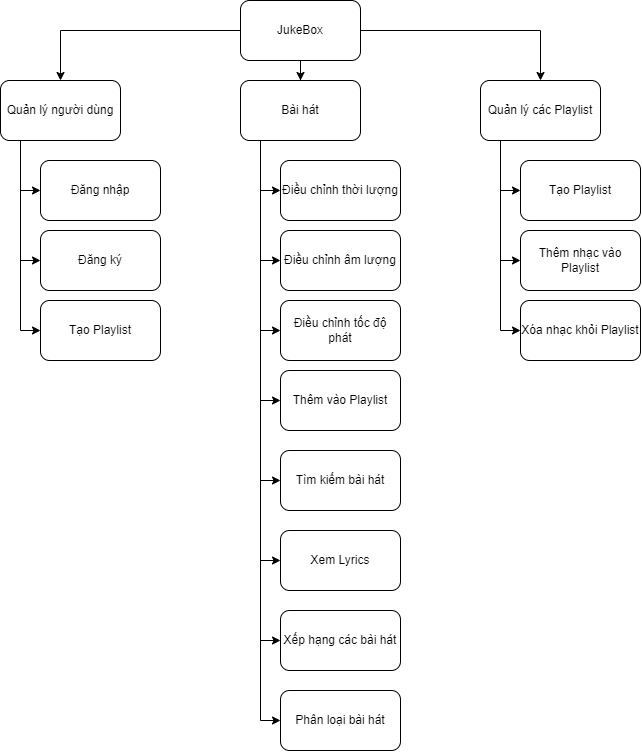 JukeBox
Quản lý người dùng
Bài hát
Quản lý các Playlist
Đăng nhập
Đăng ký
Tạo Playlist
Điều chỉnh thời lượng
Điều chỉnh âm lượng
Điều chỉnh tốc độ
phát
Thêm vào Playlist
Tìm kiếm bài hát
Xem Lyrics
Xếp hạng các bài hát
Phân loại bài hát
Tạo Playlist
Thêm nhạc vào
Playlist
Xóa nhạc khỏi Playlist